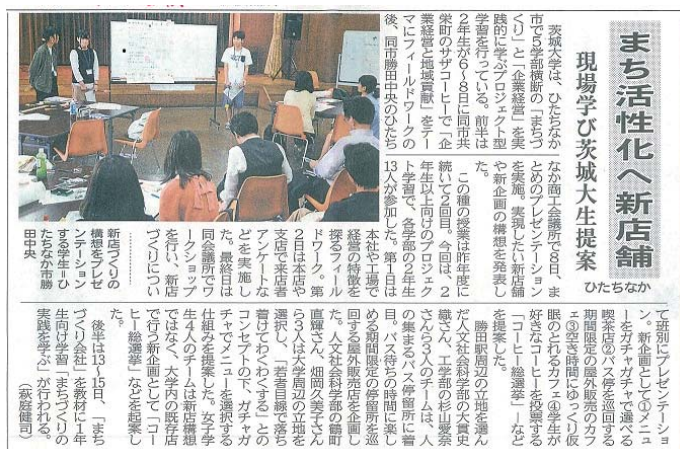 まち活性化へ新店舗
現場学び茨城大生提案
ひたちなか
茨城大学は、ひたちなか
市で5学部横断の「まちづ
くり」と「企業経営」を実
践的に学ぶプロジェクト型
学習を行っている。前半は
2年生が6~8日に同市共
栄町のサザコーヒーで「企
業経営と地域貢献」をテー
マにフィールドワークの
後、同市勝田中央のひたち
なか商工会議所で8日、ま
とめのプレゼンテーション
を実施。実現したい新店舗
や新企画の構想を発表し
た。
この種の授業は昨年度に
続いて2回目。今回は、2
年生以上向けのプロジェク
ト学習で、各学部の2年生
13人が参加した。第1日は
本社や工場で
経営の特徴を
探るフィール
ドワーク。第
2日は本店や
支店で来店者
アンケートな
どを実施し
た。最終日は
同会議所でワ
ークショップ
を行い、新店
づくりについ
て班別にプレゼンテーショ
ン。新企画として①メニュ
ーをガチャガチャで選べる
喫茶店②バス停を巡回する
期間限定の屋外販売のカフ
ェ③空き時間にゆっくり仮
眠のとれるカフェ④学生が
好きなコーヒーを投票する
「コーヒー総選挙」―など
を提案した。
勝田駅周辺の立地を選ん
だ人文社会科学部の大貫史
織さん、工学部の杉山愛奈
さんら3人のチームは、人
の集まるバス停留所に着
目。バス待ちの時間に楽し
める期間限定の停留所を巡
回する屋外販売店を企画し
た。人文社会科学部の鶴町
直輝さん、畑岡久美子さん
ら3人は大学周辺の立地を
選択し、「若者目線で落ち
着けてわくわくする」との
コンセプトの下、ガチャガ
チャでメニューを選択する
仕組みを提案した。女子学
生4人のチームは新店構想
ではなく、大学内の既存店
で行う新企画として「コー
ヒー総選挙」などを起案し
た。
後半は13~15日、「まち
づくり会社」を教材に1年
生向け学習「まちづくりの
実践を学ぶ」が行われる。
(萩庭健司)
新店づくりの
構想をプレゼ
ンテーション
する学生=ひ
たちなか市勝
田中央